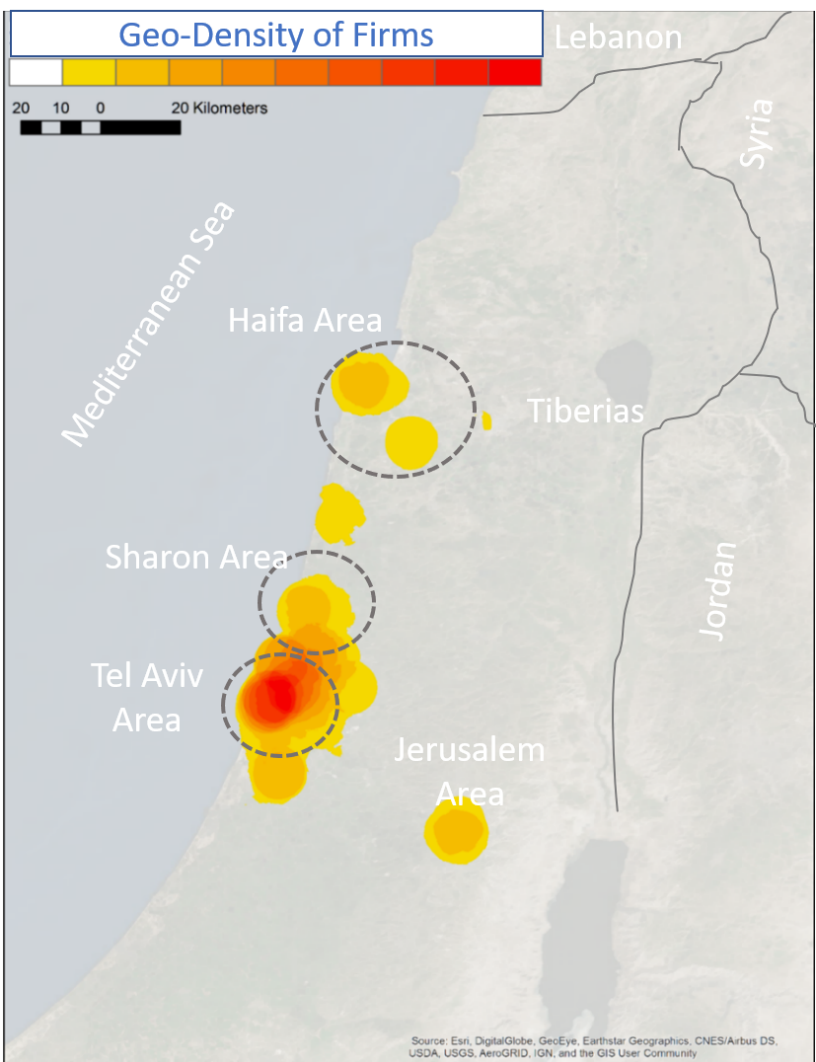 Geo-Density of Firms
Lebanon
20 10 0 20 Kilometers
Syria
Mediterranean Sea
Haifa Area
Tiberias
Sharon Area
Jordan
Tel Aviv
Area
Jerusalem
Area
Source: Esri, DigitalGlobe, GeoEye, Earthstar Geographics, CNES/Airbus DS,
USDA, USGS, AeroGRID, IGN, and the GIS User Community